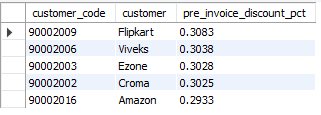 customer_code customer pre_invoice_discount_pct
90002009 Flipkart 0.3083
90002006 Viveks 0.3038
90002003 Ezone 0.3028
90002002 Croma 0.3025
90002016 Amazon 0.2933